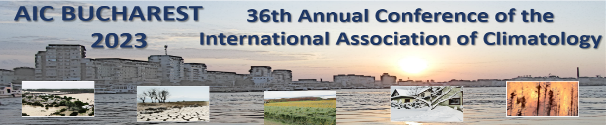 AIC BUCHAREST
2023
36th Annual Conference of the
International Association of Climatology